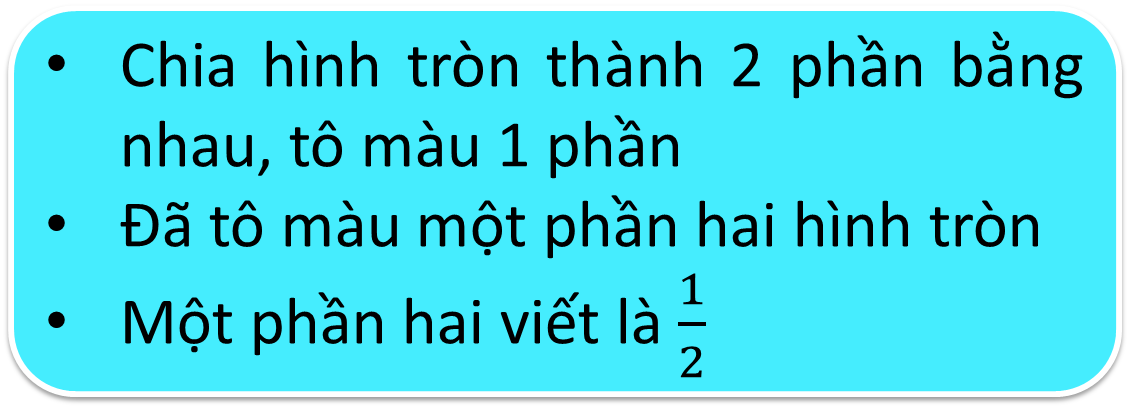 • Chia hình tròn thành 2 phần bằng
nhau, tô màu 1 phần
• Đã tô màu một phần hai hình tròn
• Một phần hai viết là 1/2